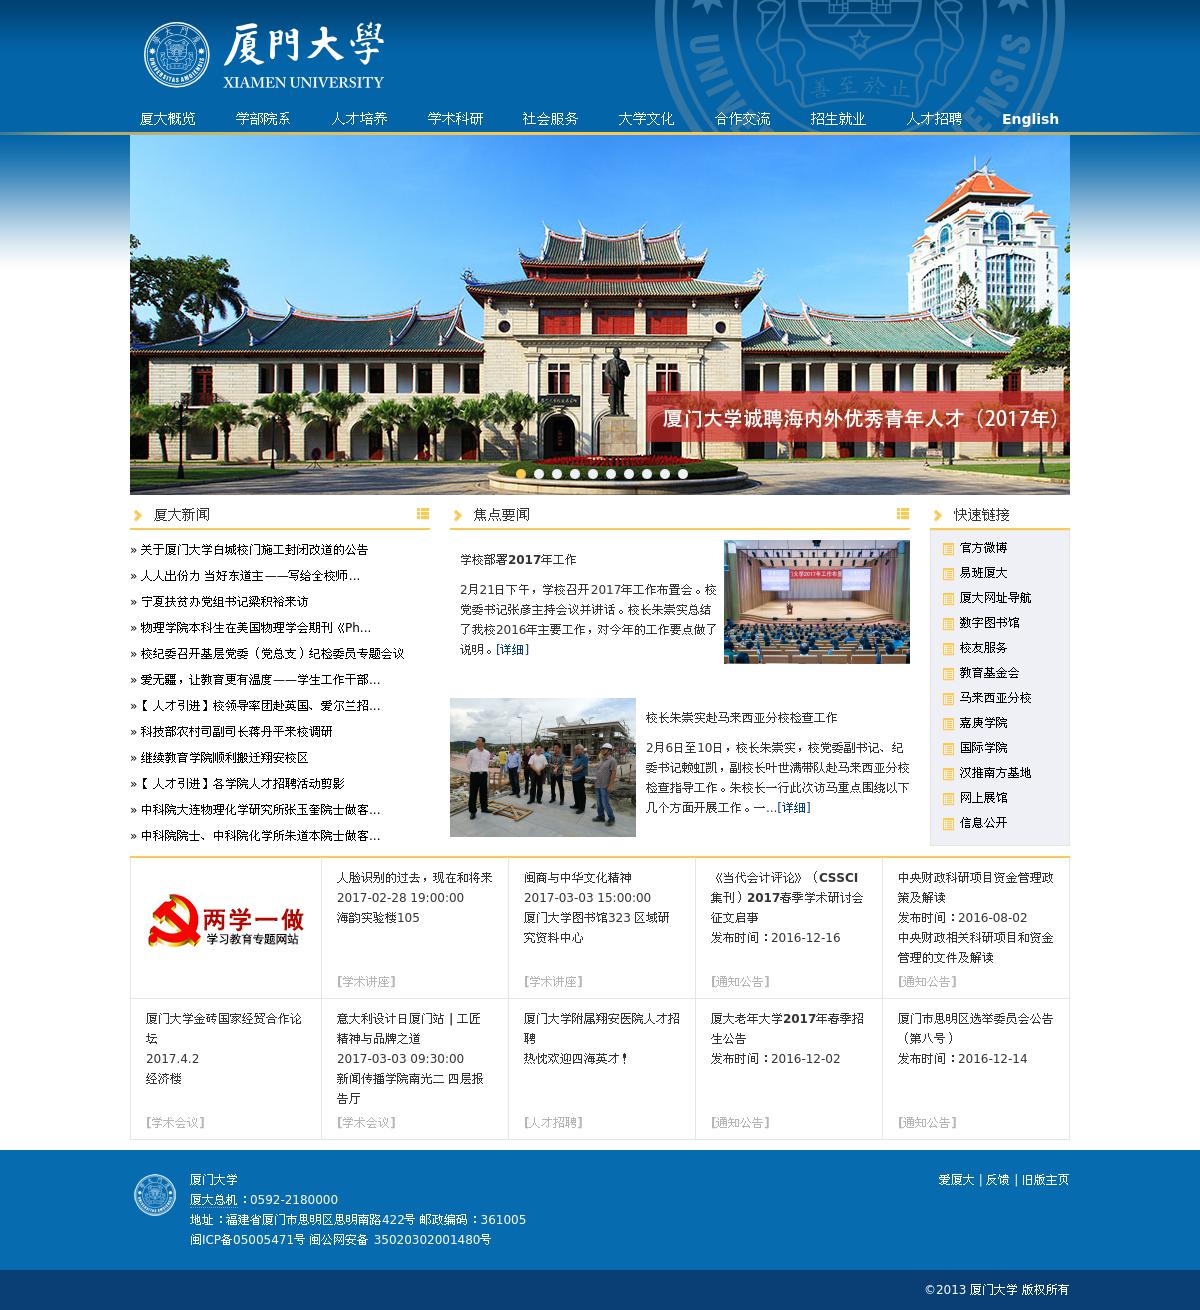 厦門大學
XIAMEN UNIVERSITY
善至於止
厦大概览 学部院系 人才培养 学术科研 社会服务 大学文化 合作交流 招生就业 人才招聘 English
厦门大学诚聘海内外优秀青年人才（2017年）
厦大新闻
» 关于厦门大学白城校门施工封闭改道的公告
» 人人出份力 当好东道主——写给全校师...
» 宁夏扶贫办党组书记梁积裕来访
» 物理学院本科生在美国物理学会期刊《Ph...
» 校纪委召开基层党委（党总支）纪检委员专题会议
» 爱无疆，让教育更有温度——学生工作干部...
»【 人才引进】校领导率团赴英国、爱尔兰招...
» 科技部农村司副司长蒋丹平来校调研
» 继续教育学院顺利搬迁翔安校区
»【 人才引进】各学院人才招聘活动剪影
» 中科院大连物理化学研究所张玉奎院士做客...
» 中科院院士、中科院化学所朱道本院士做客...
焦点要闻
学校部署2017年工作
2月21日下午，学校召开2017年工作布置会。校
党委书记张彦主持会议并讲话。校长朱崇实总结
了我校2016年主要工作，对今年的工作要点做了
说明。[详细]
校长朱崇实赴马来西亚分校检查工作
2月6日至10日，校长朱崇实，校党委副书记、纪
委书记赖虹凯，副校长叶世满带队赴马来西亚分校
检查指导工作。朱校长一行此次访马重点围绕以下
几个方面开展工作。一...[详细]
快速链接
官方微博
易班厦大
厦大网址导航
数字图书馆
校友服务
教育基金会
马来西亚分校
嘉庚学院
国际学院
汉推南方基地
网上展馆
信息公开
两学一做
学习教育专题网站
人脸识别的过去，现在和将来
2017-02-28 19:00:00
海韵实验楼105
[学术讲座]
闽商与中华文化精神
2017-03-03 15:00:00
厦门大学图书馆323 区域研
究资料中心
[学术讲座]
《当代会计评论》（CSSCI
集刊）2017春季学术研讨会
征文启事
发布时间：2016-12-16
[通知公告]
中央财政科研项目资金管理政
策及解读
发布时间：2016-08-02
中央财政相关科研项目和资金
管理的文件及解读
[通知公告]
厦门大学金砖国家经贸合作论
坛
2017.4.2
经济楼
[学术会议]
意大利设计日厦门站 | 工匠
精神与品牌之道
2017-03-03 09:30:00
新闻传播学院南光二 四层报
告厅
[学术会议]
厦门大学附属翔安医院人才招
聘
热忱欢迎四海英才！
[人才招聘]
厦大老年大学2017年春季招
生公告
发布时间：2016-12-02
[通知公告]
厦门市思明区选举委员会公告
（第八号）
发布时间：2016-12-14
[通知公告]
厦门大学
厦大总机：0592-2180000
地址：福建省厦门市思明区思明南路422号 邮政编码：361005
闽ICP备05005471号 闽公网安备 35020302001480号
爱厦大 | 反馈 | 旧版主页
©2013 厦门大学 版权所有